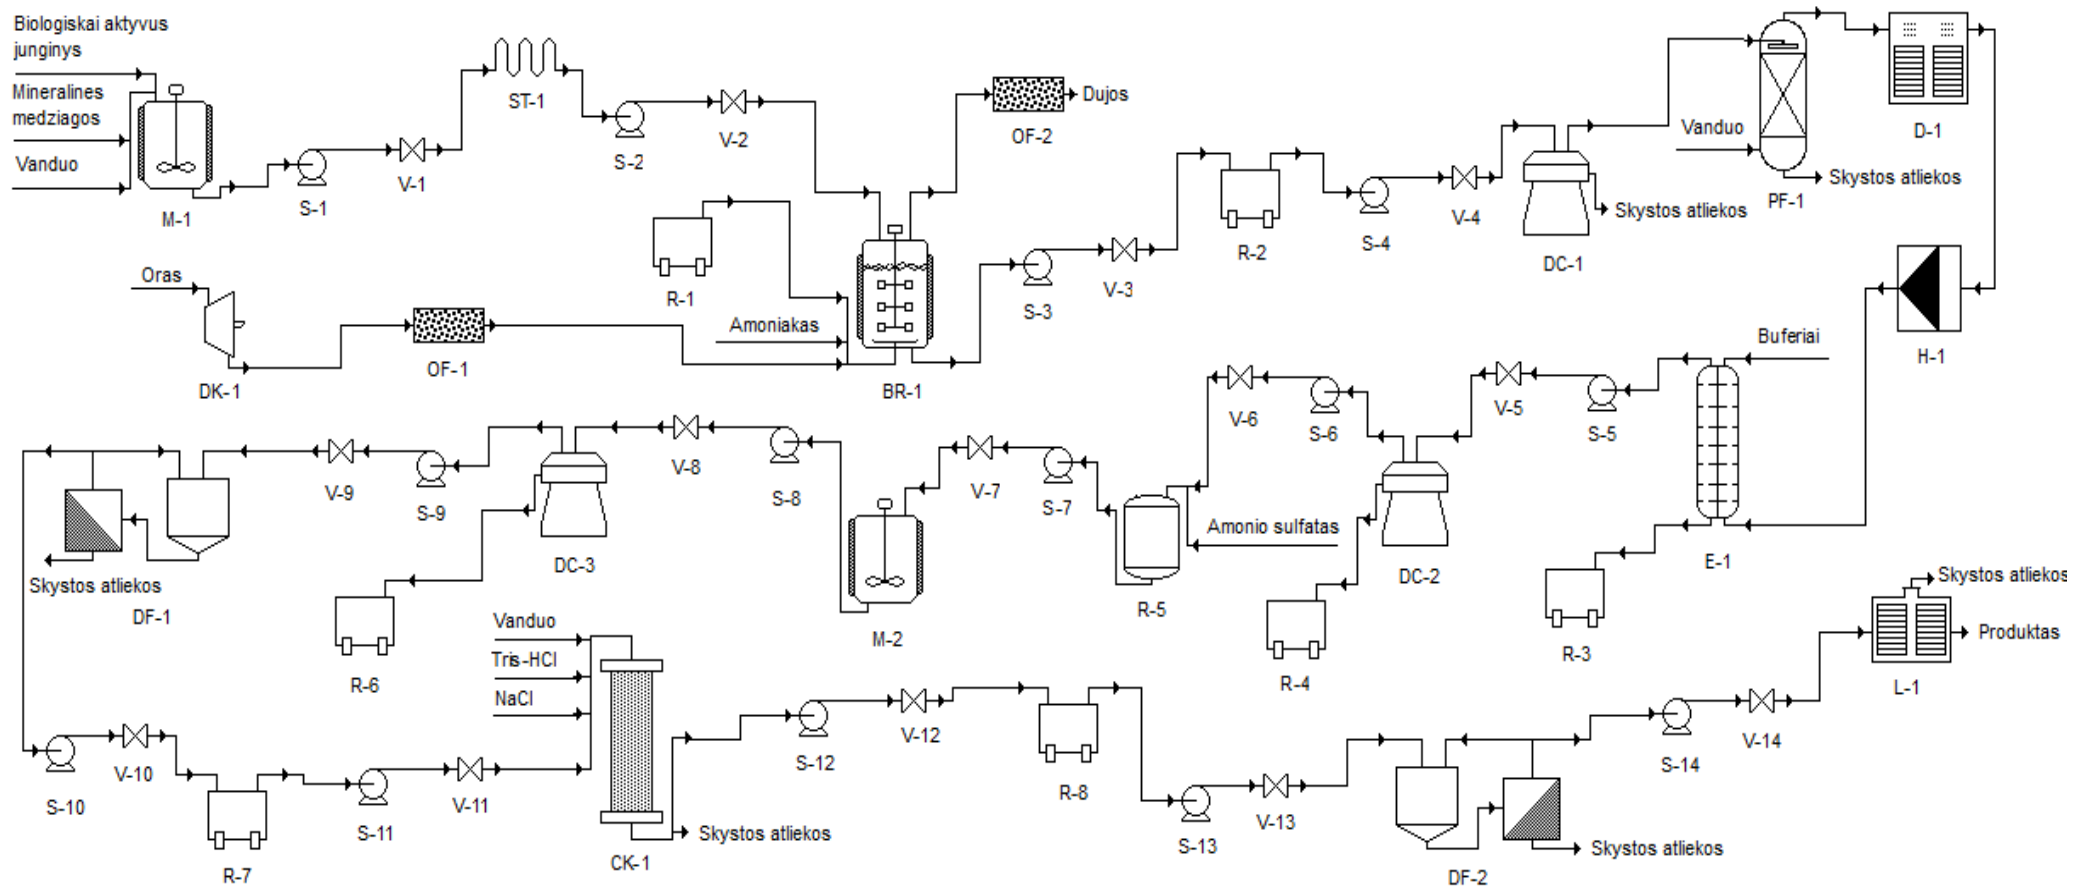 Biologiskai aktyvus
junginys
Mineralines
medziagos
Vanduo
M-1
S-1
V-1
ST-1
S-2
V-2
OF-2
Dujos
R-1
Oras
DK-1
OF-1
Amoniakas
BR-1
S-3
V-3
R-2
S-4
V-4
DC-1
Skystos atliekos
Vanduo
PF-1
Skystos atliekos
D-1
H-1
Buferiai
E-1
R-3
S-5
V-5
DC-2
R-4
S-6
V-6
Amonio sulfatas
R-5
S-7
V-7
M-2
S-8
V-8
DC-3
R-6
S-9
V-9
DF-1
Skystos atliekos
S-10
V-10
R-7
S-11
V-11
Vanduo
Tris-HCl
NaCl
CK-1
Skystos atliekos
S-12
V-12
R-8
S-13
V-13
DF-2
Skystos atliekos
S-14
V-14
L-1
Skystos atliekos
Produktas